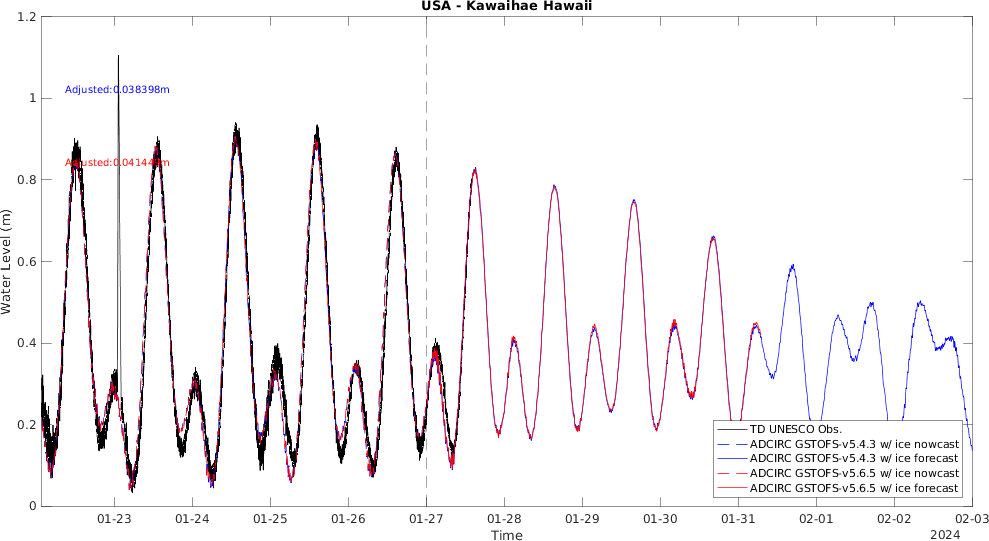 USA - Kawaihae Hawaii
1.2
1
0.8
0.6
0.4
0.2
0
Water Level (m)
Adjusted:0.038398m
TD UNESCO Obs.
ADCIRC GSTOFS-v5.4.3 w/ ice nowcast
ADCIRC GSTOFS-v5.4.3 w/ ice forecast
ADCIRC GSTOFS-v5.6.5 w/ ice nowcast
ADCIRC GSTOFS-v5.6.5 w/ ice forecast
01-23
01-24
01-25
01-26
01-27
01-28
01-29
01-30
01-31
02-01
02-02
02-03
Time
2024